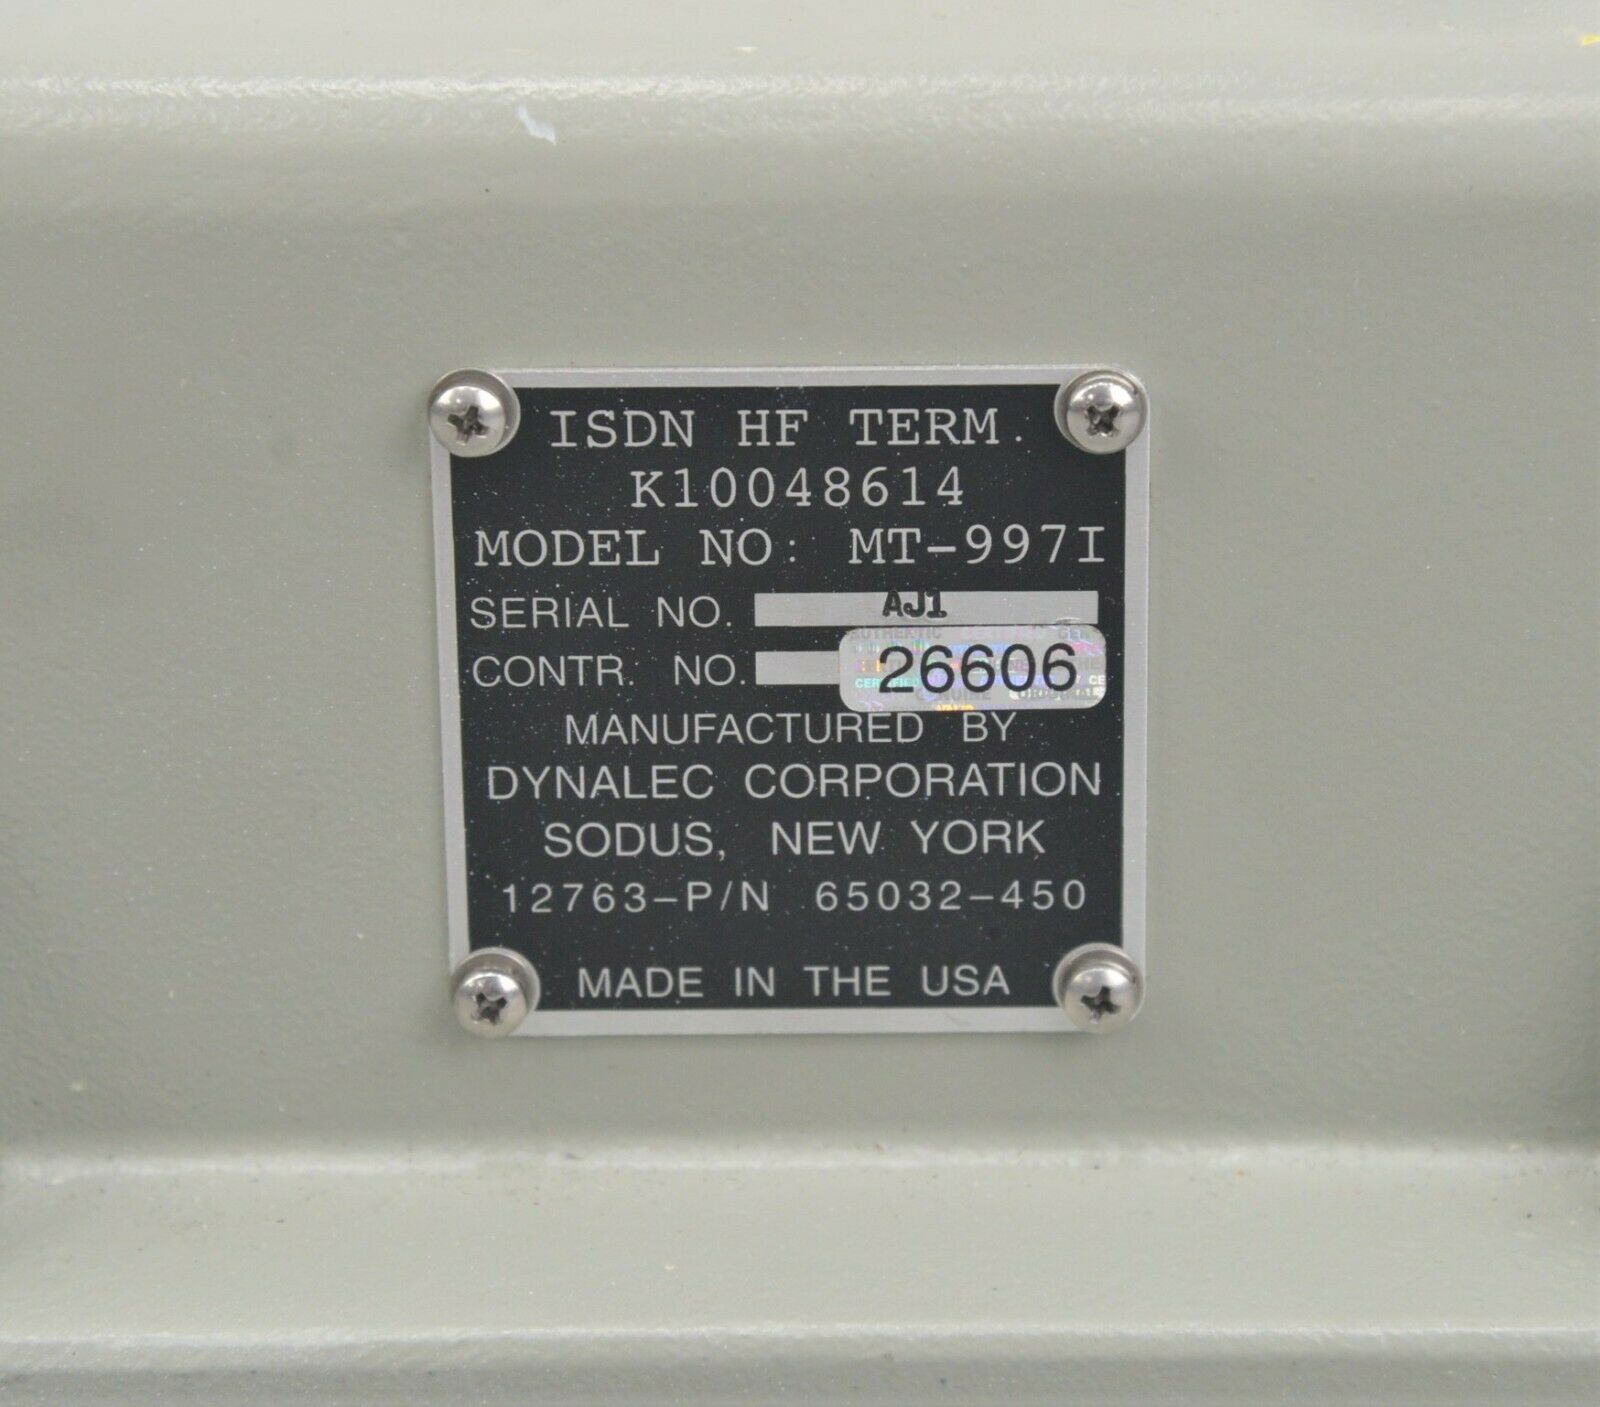 ISDN HF TERM.
K10048614
MODEL NO: MT-997I
SERIAL NO. AJ1
CONTR. NO. 26606
MANUFACTURED BY
DYNALEC CORPORATION
SODUS, NEW YORK
12763-P/N 65032-450
MADE IN THE USA